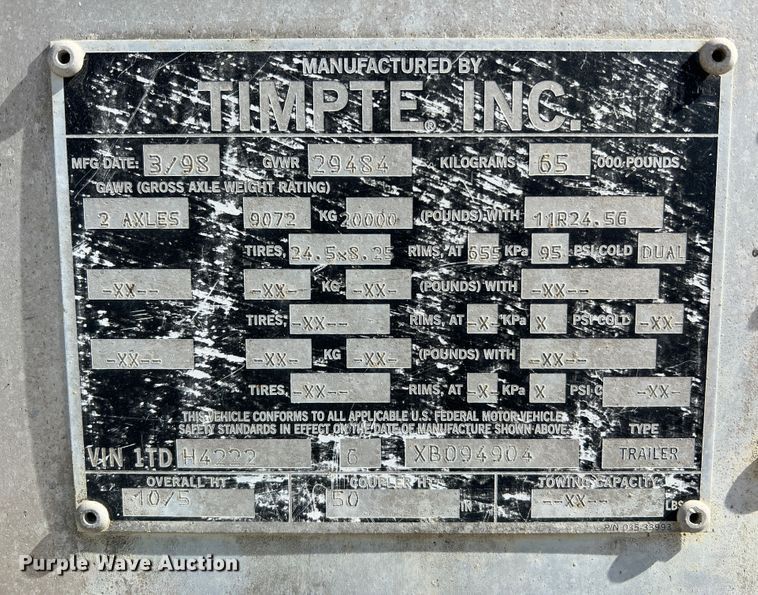 MANUFACTURED BY
TIMPTE® INC.
MFG DATE: 3/98 GVWR 29484 KILOGRAMS 65 ,000 POUNDS
GAWR (GROSS AXLE WEIGHT RATING)
2 AXLES 9072 KG 20000 (POUNDS) WITH 11R24.5G
TIRES, 24.5x8.25 RIMS, AT 655 KPa 95 PSI COLD DUAL
-XX-- -XX-- KG -XX- (POUNDS) WITH -XX--
TIRES, -XX-- RIMS, AT -X- KPa X PSI COLD -XX-
-XX-- -XX-- KG -XX- (POUNDS) WITH -XX--
TIRES, -XX-- RIMS, AT -X- KPa X PSI C -XX-
THIS VEHICLE CONFORMS TO ALL APPLICABLE U.S. FEDERAL MOTOR VEHICLE
SAFETY STANDARDS IN EFFECT ON THE DATE OF MANUFACTURE SHOWN ABOVE. TYPE
VIN 1TD H4222 6 XB094904 TRAILER
OVERALL HT COUPLER HT TOWING CAPACITY
10/5 50 IN --XX-- LBS
P/N 035-33993
Purple Wave Auction